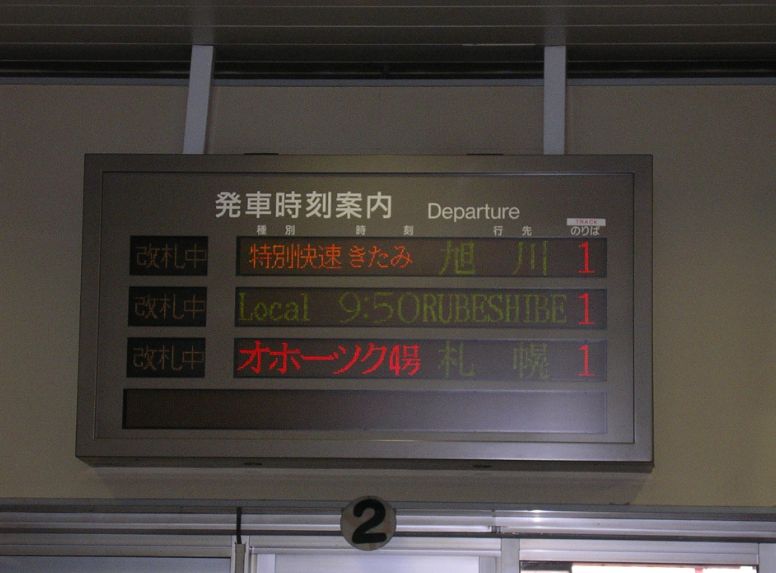 発車時刻案内 Departure
種別 時刻 行先 TRACK のりば
改札中 特別快速きたみ 旭川 1
改札中 Local 9:50 RUBESHIBE 1
改札中 オホーツク4号 札幌 1
2